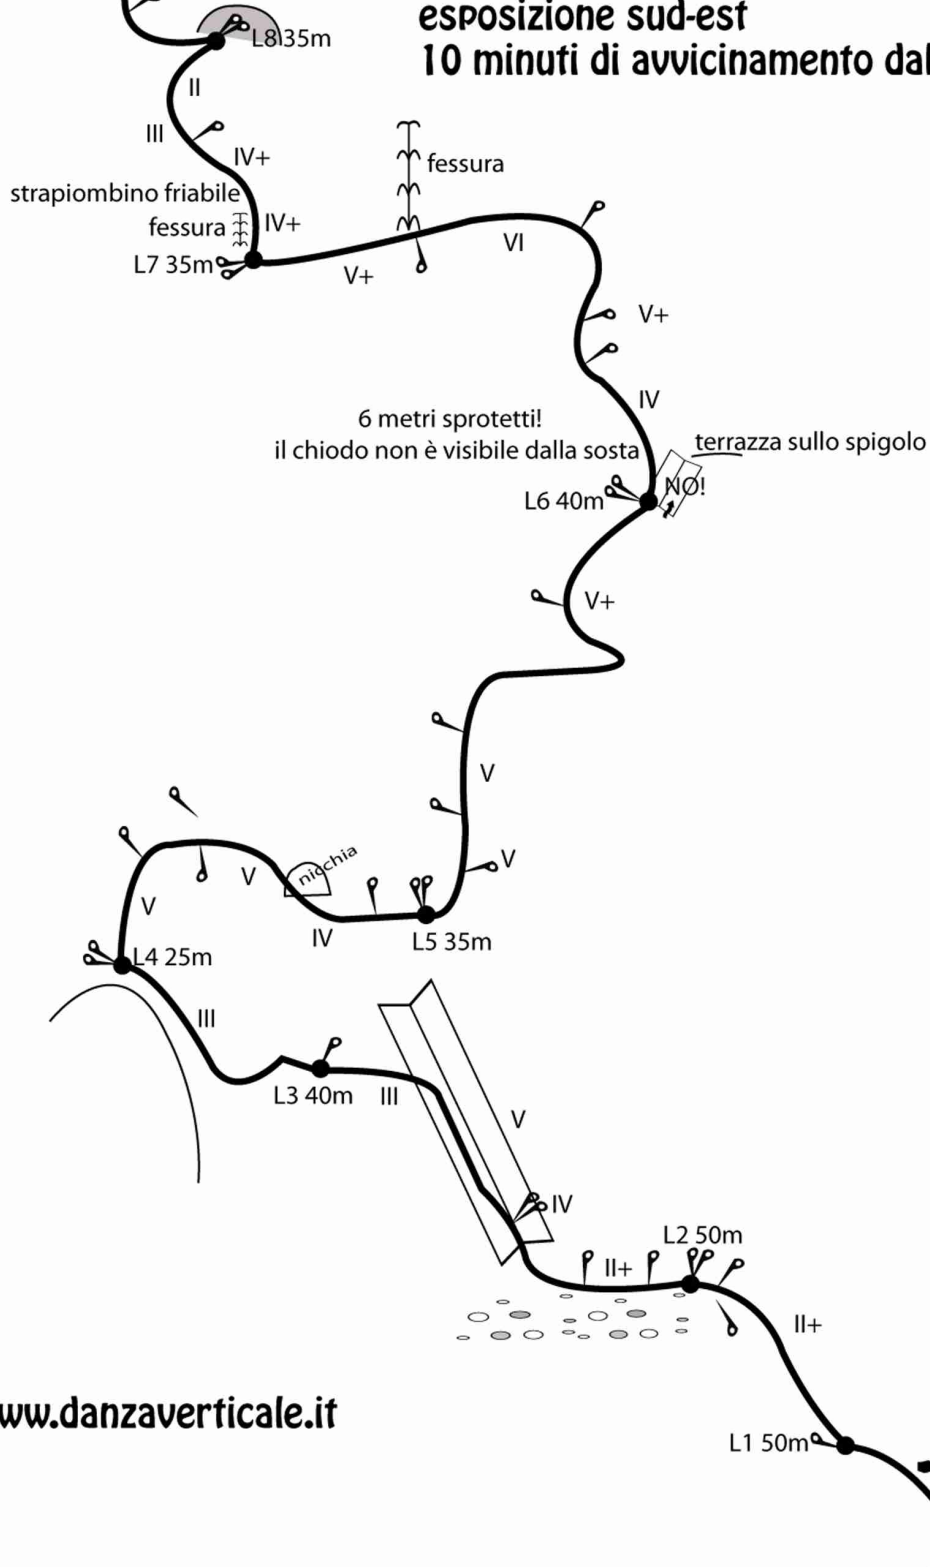 esposizione sud-est
10 minuti di avvicinamento dal
L8 35m
II
III
IV+
fessura
strapiombino friabile
fessura
IV+
L7 35m
V+
VI
V+
IV
6 metri sprotetti!
il chiodo non è visibile dalla sosta
terrazza sullo spigolo
NO!
L6 40m
V+
V
V
nicchia
V
V
IV
L5 35m
L4 25m
III
L3 40m
III
V
IV
L2 50m
II+
II+
ww.danzaverticale.it
L1 50m